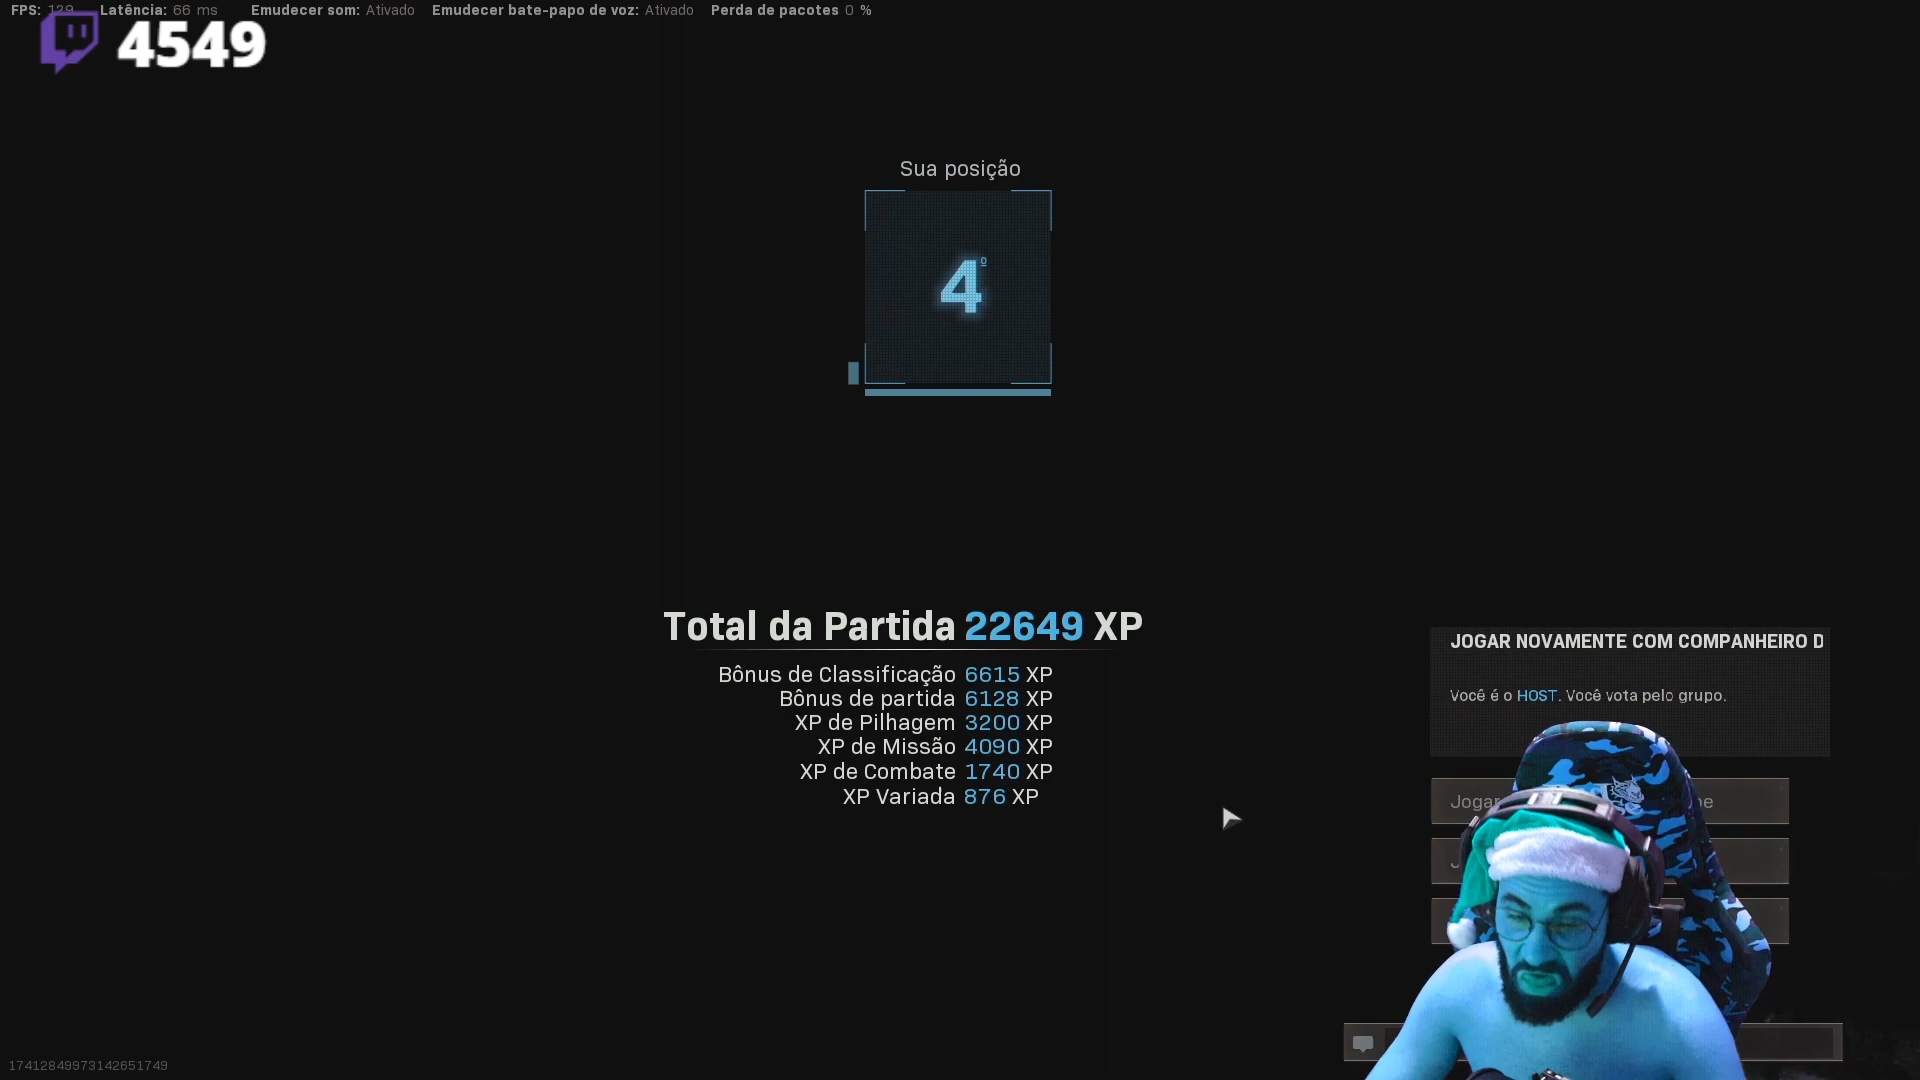 FPS: 129 Latência: 66 ms Emudecer som: Ativado Emudecer bate-papo de voz: Ativado Perda de pacotes 0 %
4549
Sua posição
4º
Total da Partida 22649 XP
Bônus de Classificação 6615 XP
Bônus de partida 6128 XP
XP de Pilhagem 3200 XP
XP de Missão 4090 XP
XP de Combate 1740 XP
XP Variada 876 XP
JOGAR NOVAMENTE COM COMPANHEIRO D
Você é o HOST. Você vota pelo grupo.
17412849973142651749